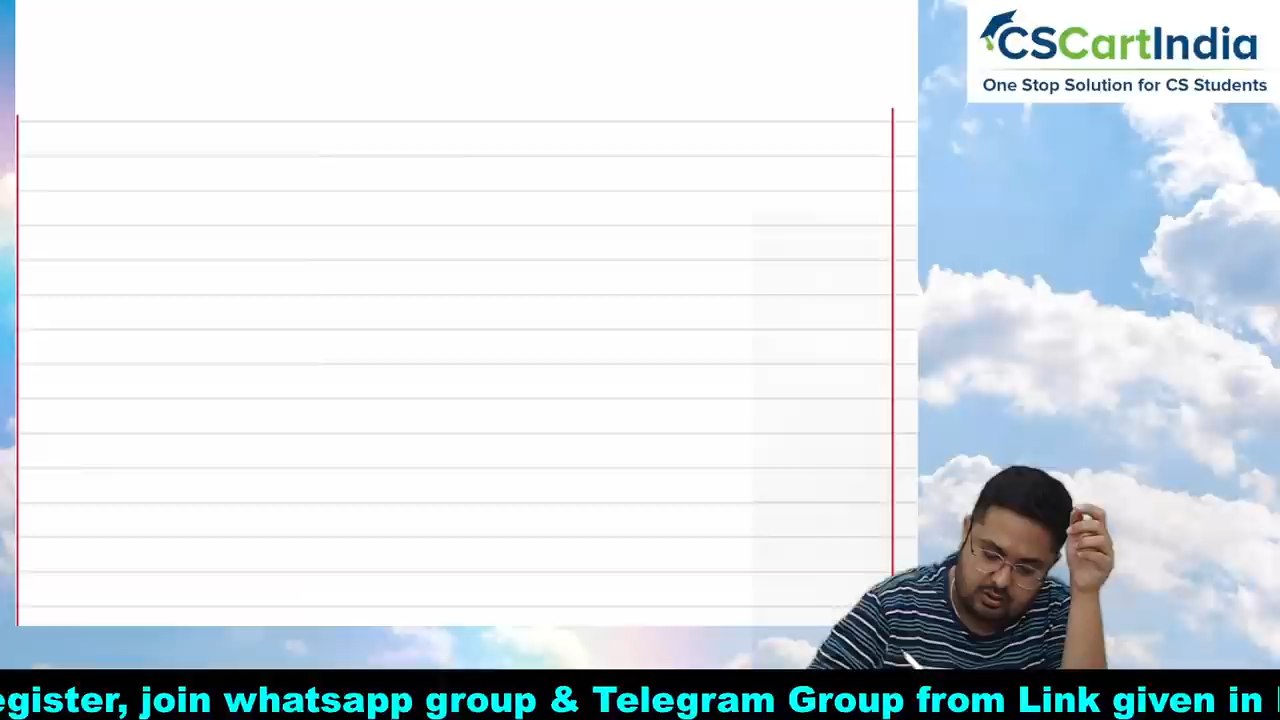 CSCartIndia
One Stop Solution for CS Students
egister, join whatsapp group & Telegram Group from Link given in